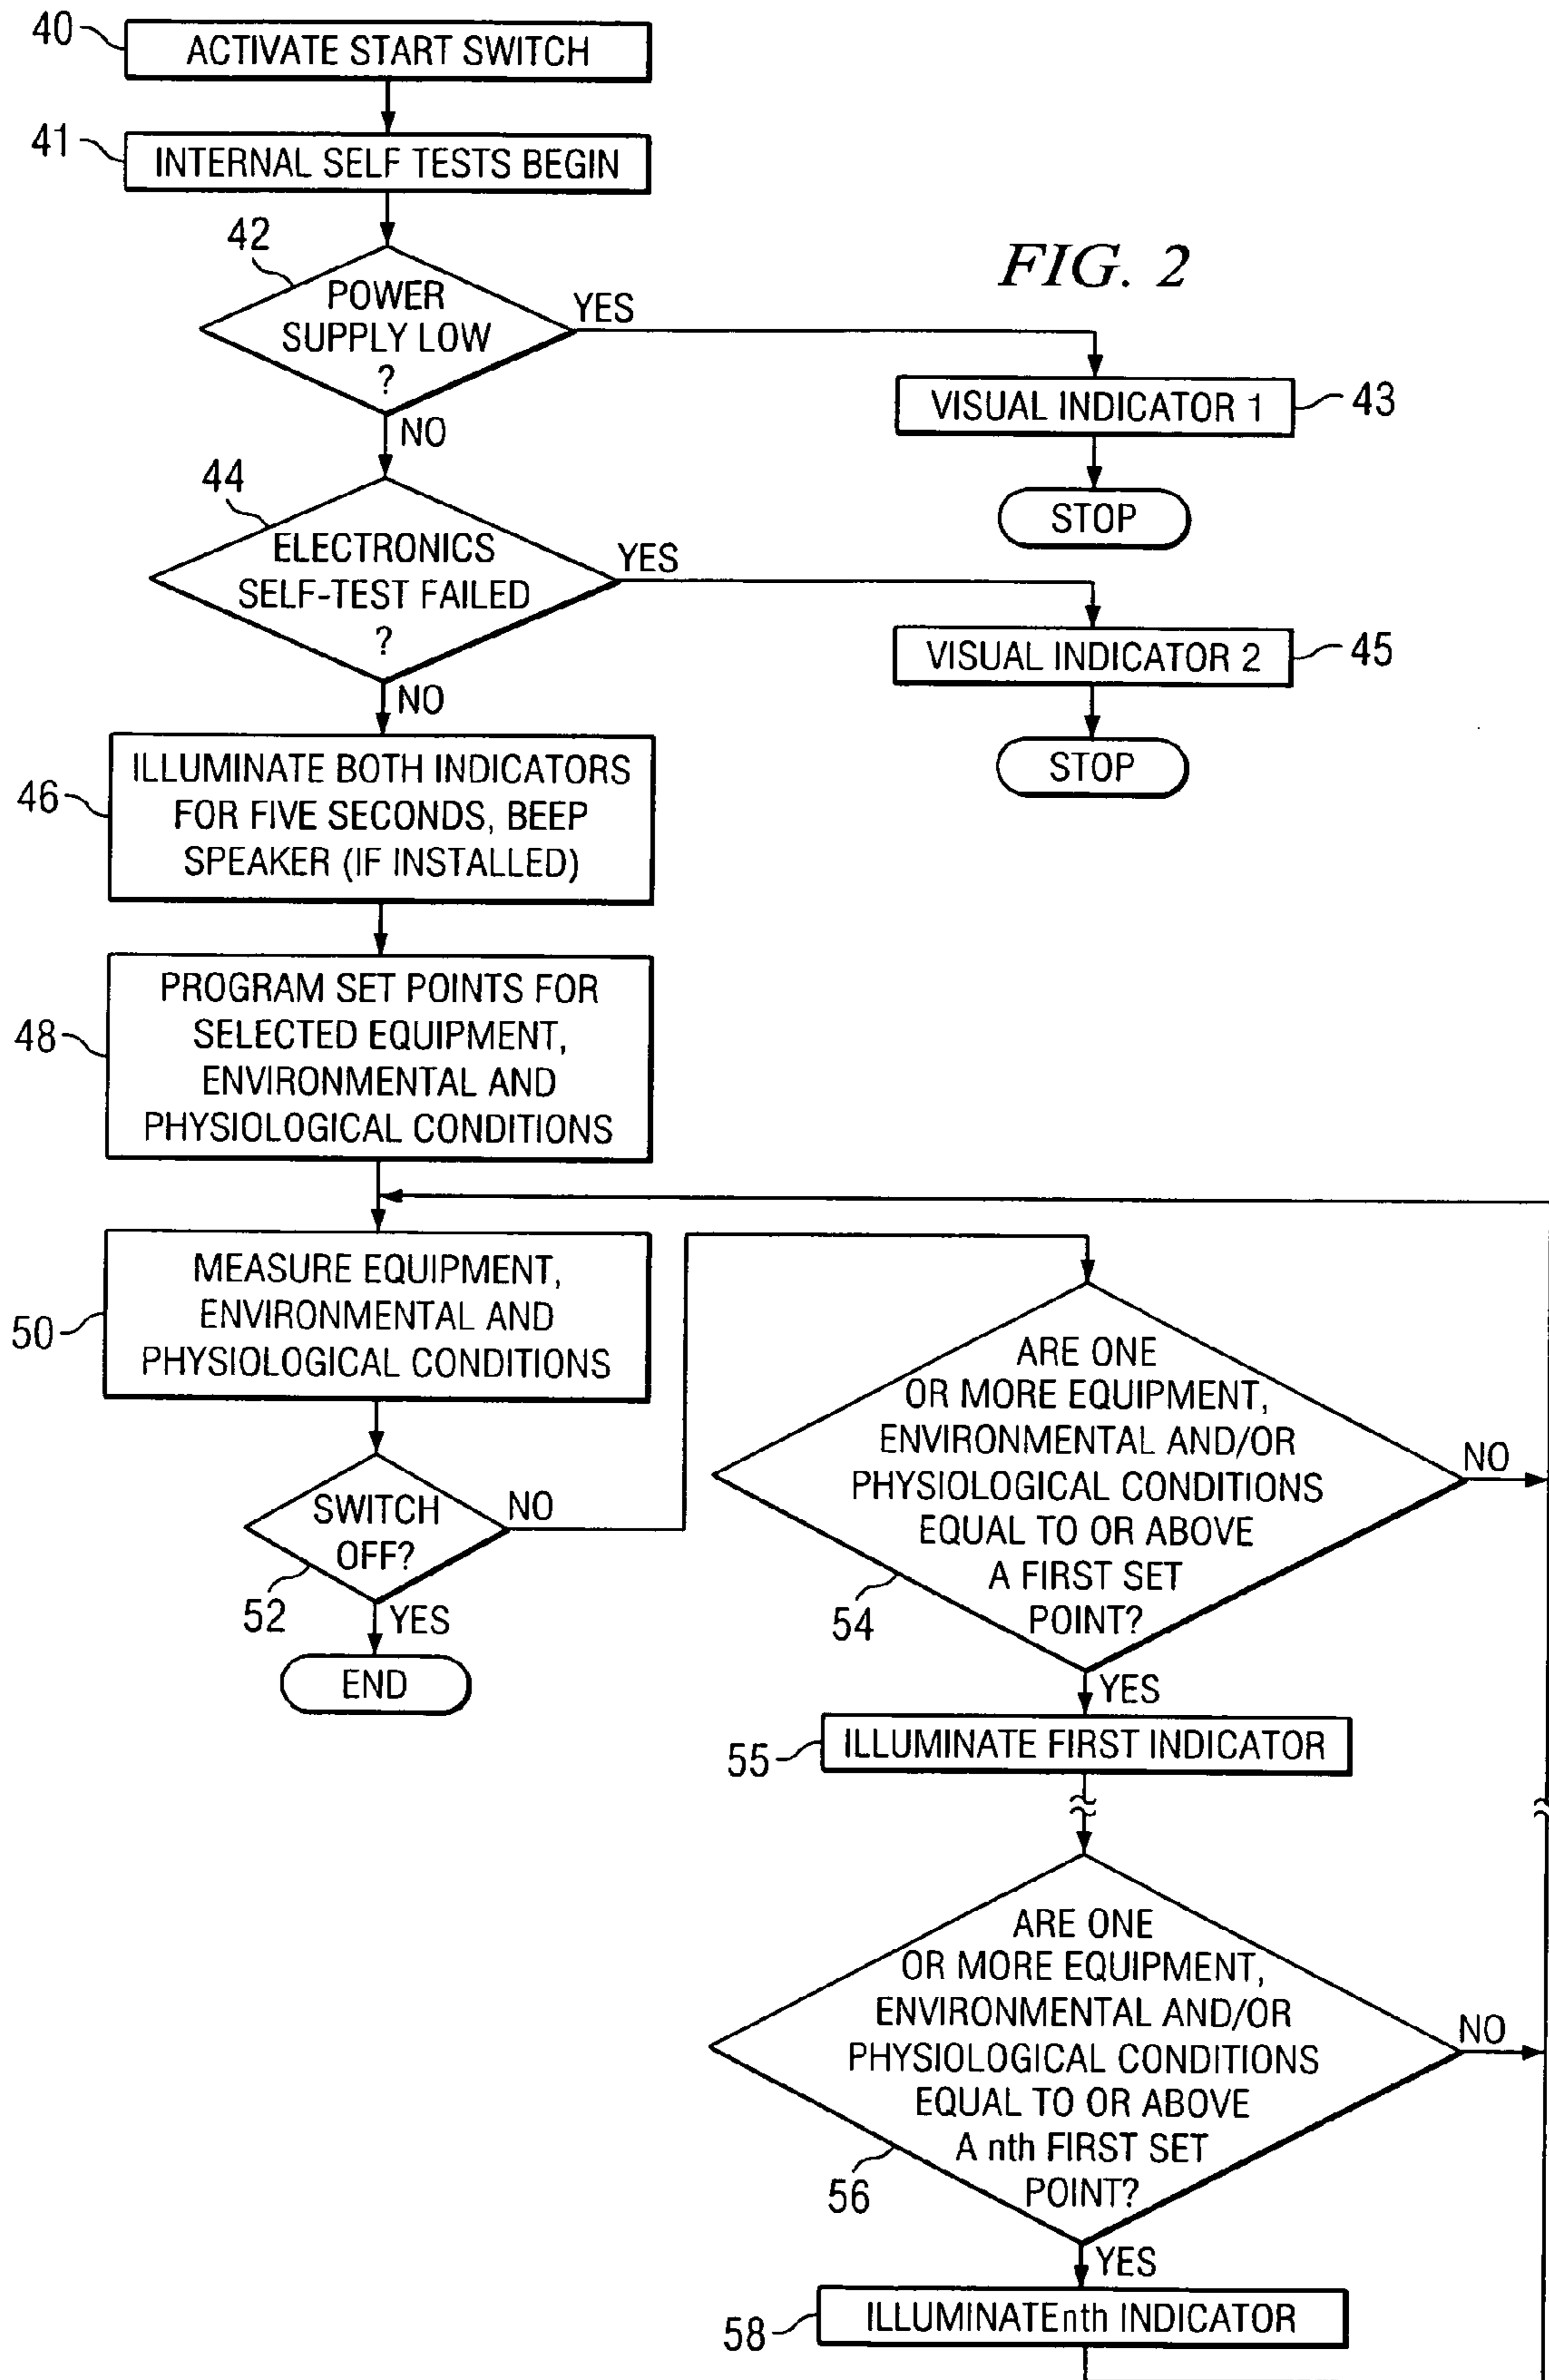 40
ACTIVATE START SWITCH
41
INTERNAL SELF TESTS BEGIN
42
POWER
SUPPLY LOW
?
YES
NO
FIG. 2
VISUAL INDICATOR 1
43
STOP
44
ELECTRONICS
SELF-TEST FAILED
?
YES
NO
VISUAL INDICATOR 2
45
STOP
46
ILLUMINATE BOTH INDICATORS
FOR FIVE SECONDS, BEEP
SPEAKER (IF INSTALLED)
48
PROGRAM SET POINTS FOR
SELECTED EQUIPMENT,
ENVIRONMENTAL AND
PHYSIOLOGICAL CONDITIONS
50
MEASURE EQUIPMENT,
ENVIRONMENTAL AND
PHYSIOLOGICAL CONDITIONS
SWITCH
OFF?
NO
52
YES
END
ARE ONE
OR MORE EQUIPMENT,
ENVIRONMENTAL AND/OR
PHYSIOLOGICAL CONDITIONS
EQUAL TO OR ABOVE
A FIRST SET
POINT?
NO
54
YES
55
ILLUMINATE FIRST INDICATOR
ARE ONE
OR MORE EQUIPMENT,
ENVIRONMENTAL AND/OR
PHYSIOLOGICAL CONDITIONS
EQUAL TO OR ABOVE
A nth FIRST SET
POINT?
NO
56
YES
58
ILLUMINATEnth INDICATOR